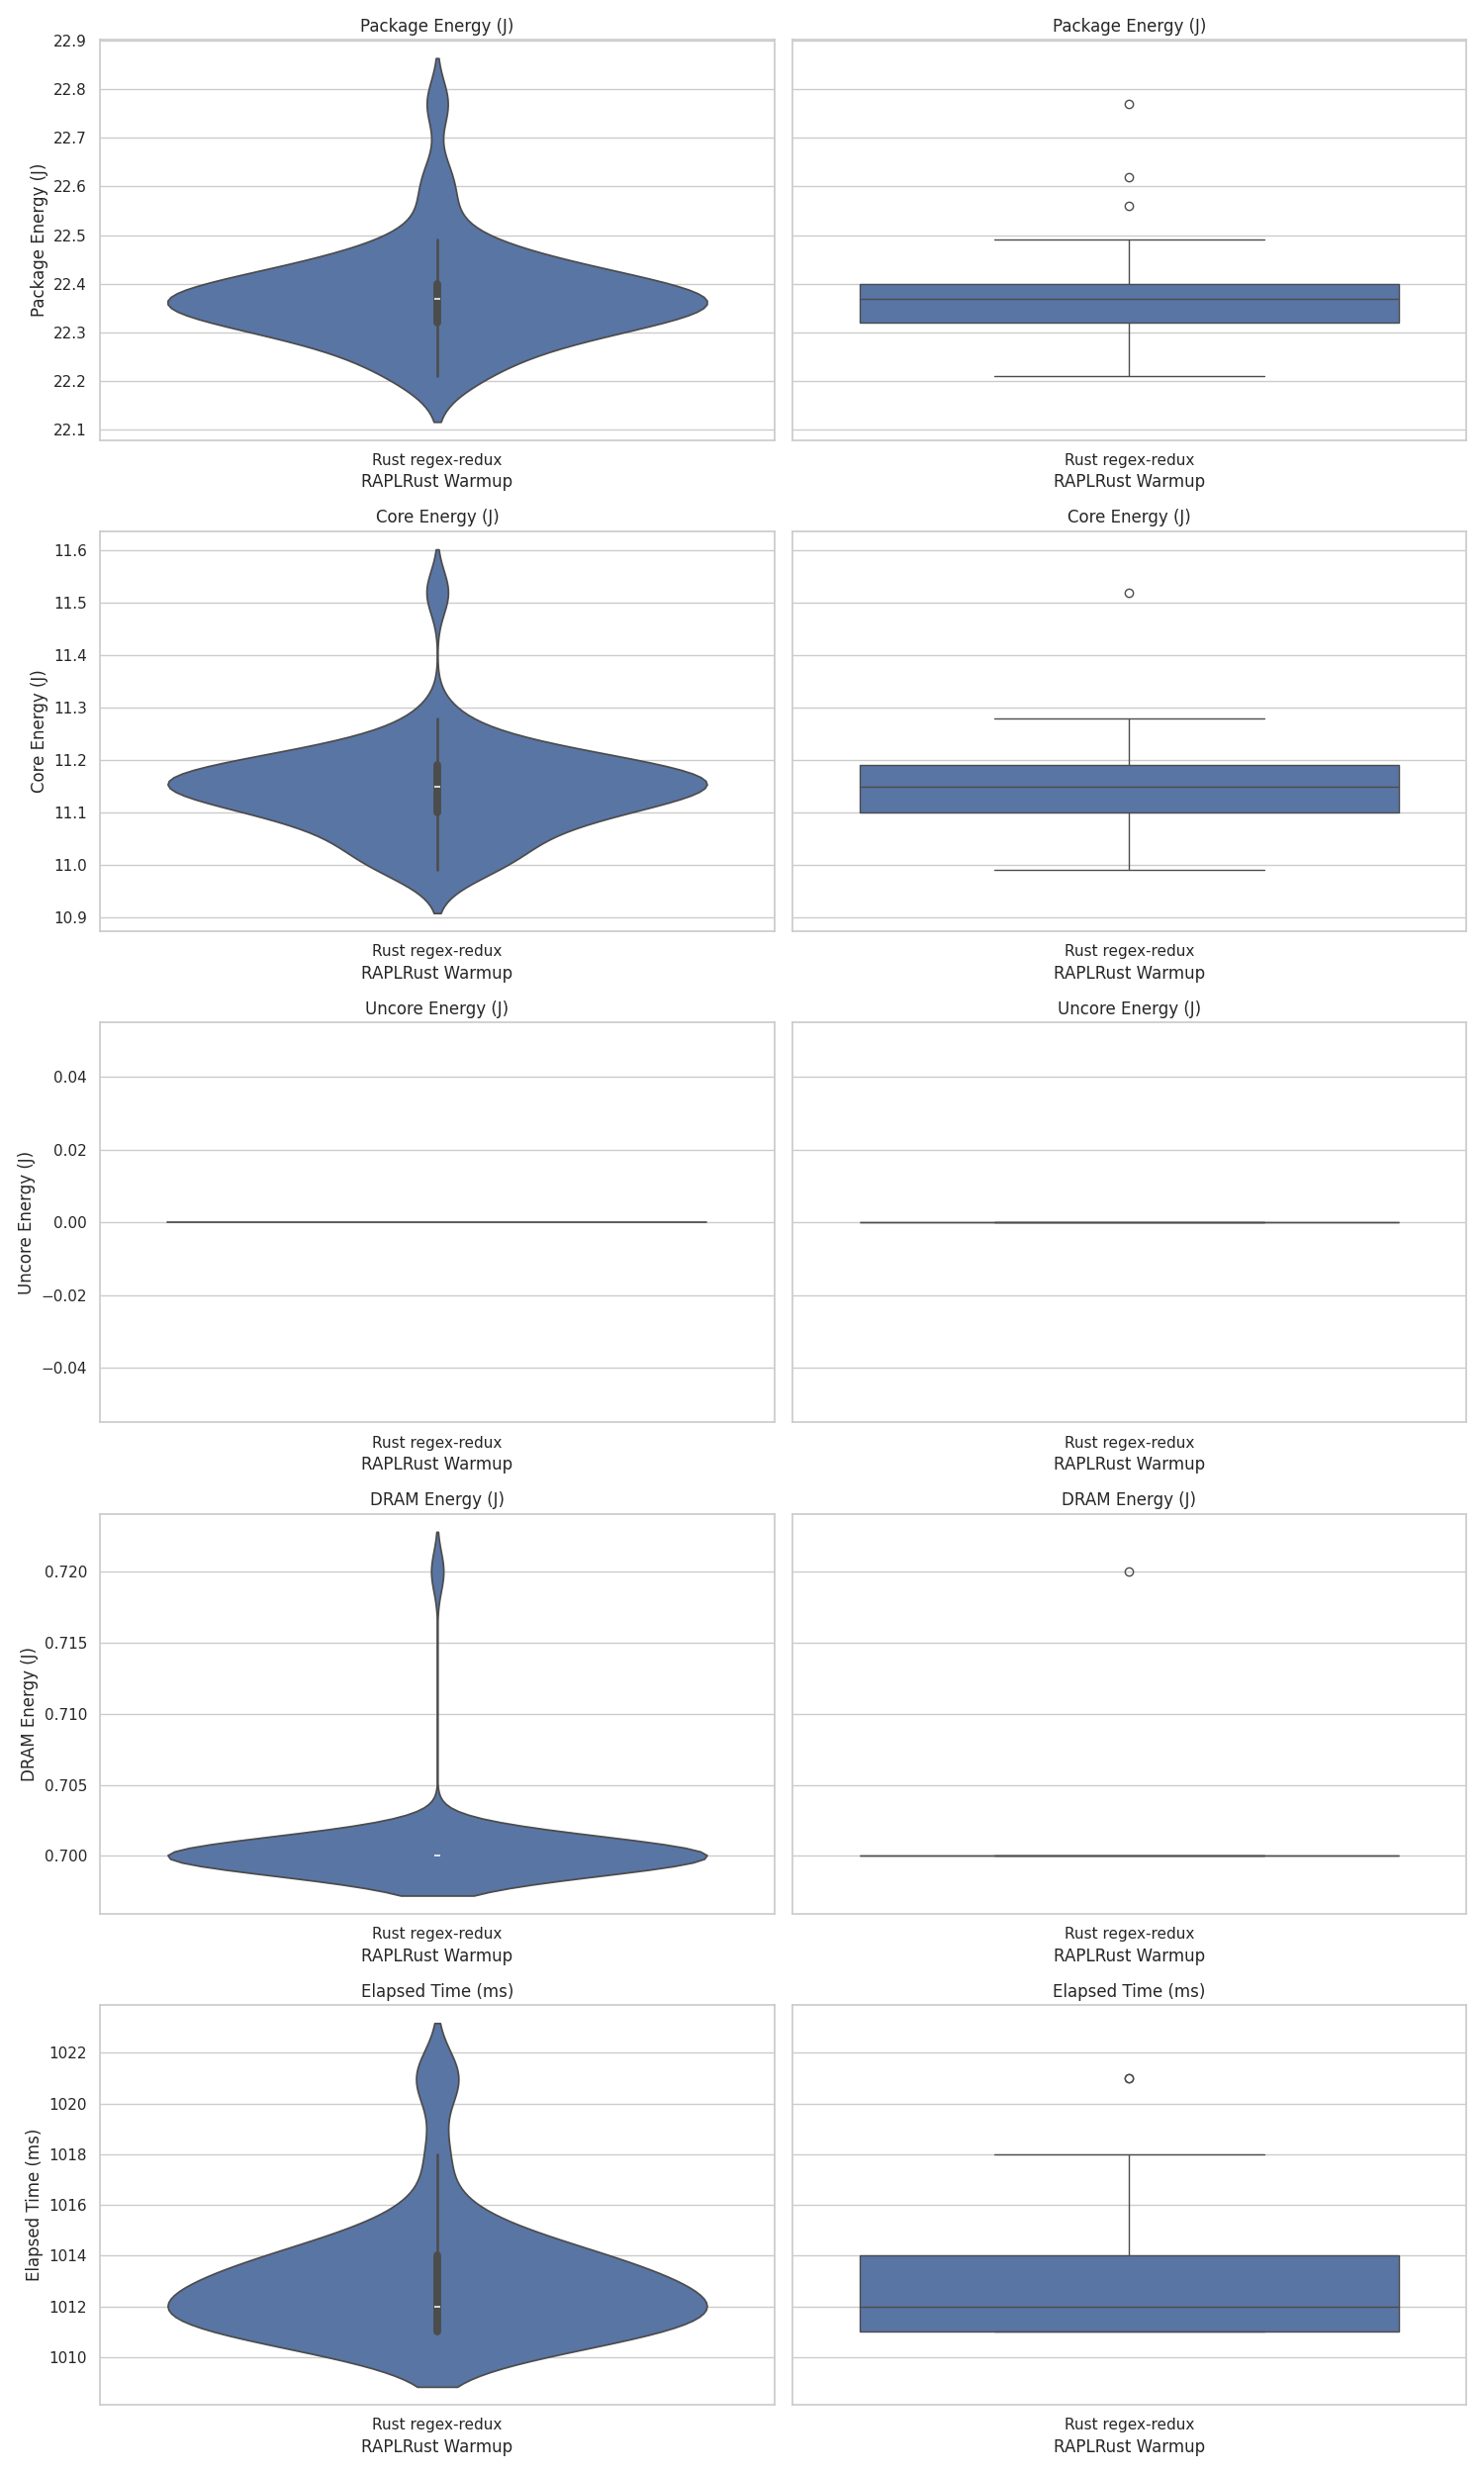 Package Energy (J)
Package Energy (J)
22.9
22.8
22.7
22.6
22.5
22.4
22.3
22.2
22.1
Package Energy (J)
Rust regex-redux
RAPLRust Warmup
Rust regex-redux
RAPLRust Warmup
Core Energy (J)
Core Energy (J)
11.6
11.5
11.4
11.3
11.2
11.1
11.0
10.9
Core Energy (J)
Rust regex-redux
RAPLRust Warmup
Rust regex-redux
RAPLRust Warmup
Uncore Energy (J)
Uncore Energy (J)
0.04
0.02
0.00
−0.02
−0.04
Uncore Energy (J)
Rust regex-redux
RAPLRust Warmup
Rust regex-redux
RAPLRust Warmup
DRAM Energy (J)
DRAM Energy (J)
0.720
0.715
0.710
0.705
0.700
DRAM Energy (J)
Rust regex-redux
RAPLRust Warmup
Rust regex-redux
RAPLRust Warmup
Elapsed Time (ms)
Elapsed Time (ms)
1022
1020
1018
1016
1014
1012
1010
Elapsed Time (ms)
Rust regex-redux
RAPLRust Warmup
Rust regex-redux
RAPLRust Warmup